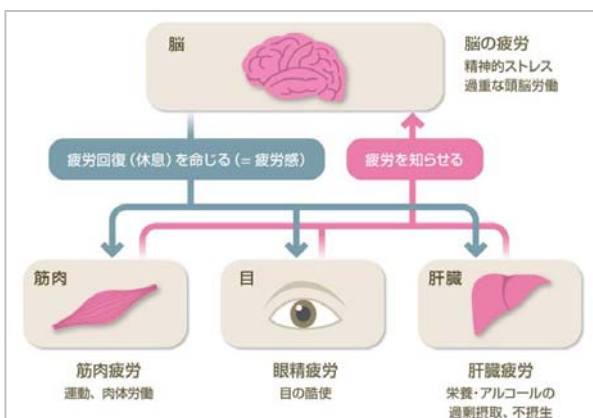 脳
脳の疲労
精神的ストレス
過重な頭脳労働
疲労回復(休息)を命じる(=疲労感)
疲労を知らせる
筋肉
目
肝臓
筋肉疲労
運動、肉体労働
眼精疲労
目の酷使
肝臓疲労
栄養・アルコールの
過剰摂取、不摂生